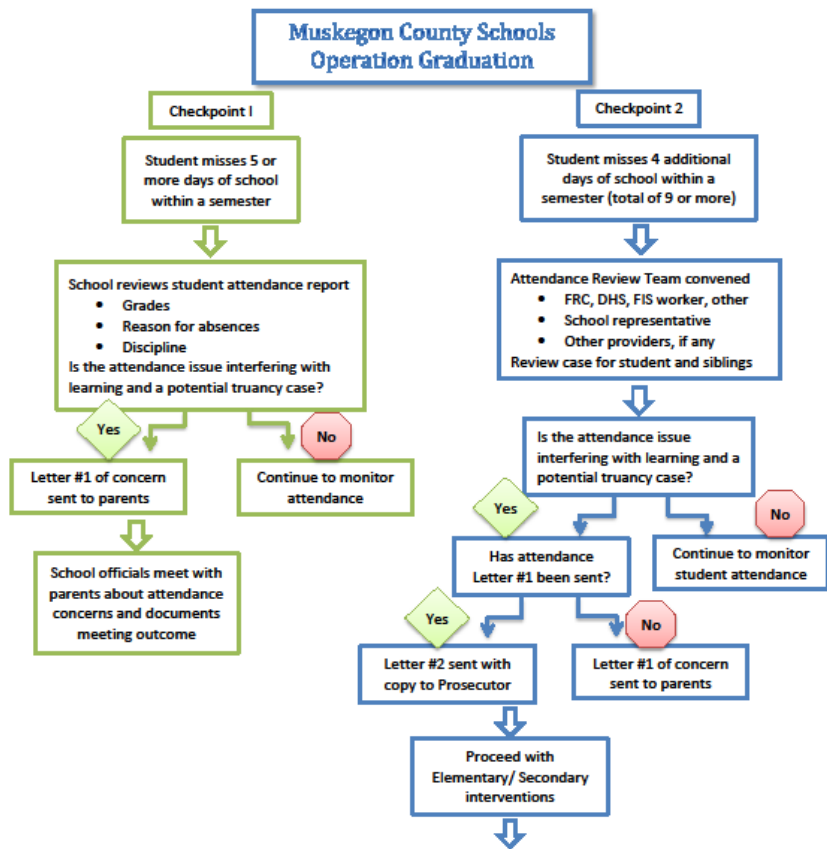 Muskegon County Schools
Operation Graduation
Checkpoint I
Student misses 5 or
more days of school
within a semester
School reviews student attendance report
• Grades
• Reason for absences
• Discipline
Is the attendance issue interfering with
learning and a potential truancy case?
Yes
No
Letter #1 of concern
sent to parents
Continue to monitor
attendance
School officials meet with
parents about attendance
concerns and documents
meeting outcome
Checkpoint 2
Student misses 4 additional
days of school within a
semester (total of 9 or more)
Attendance Review Team convened
• FRC, DHS, FIS worker, other
• School representative
• Other providers, if any
Review case for student and siblings
Is the attendance issue
interfering with learning and a
potential truancy case?
Yes
No
Has attendance
Letter #1 been sent?
Continue to monitor
student attendance
Yes
No
Letter #2 sent with
copy to Prosecutor
Letter #1 of concern
sent to parents
Proceed with
Elementary/ Secondary
interventions